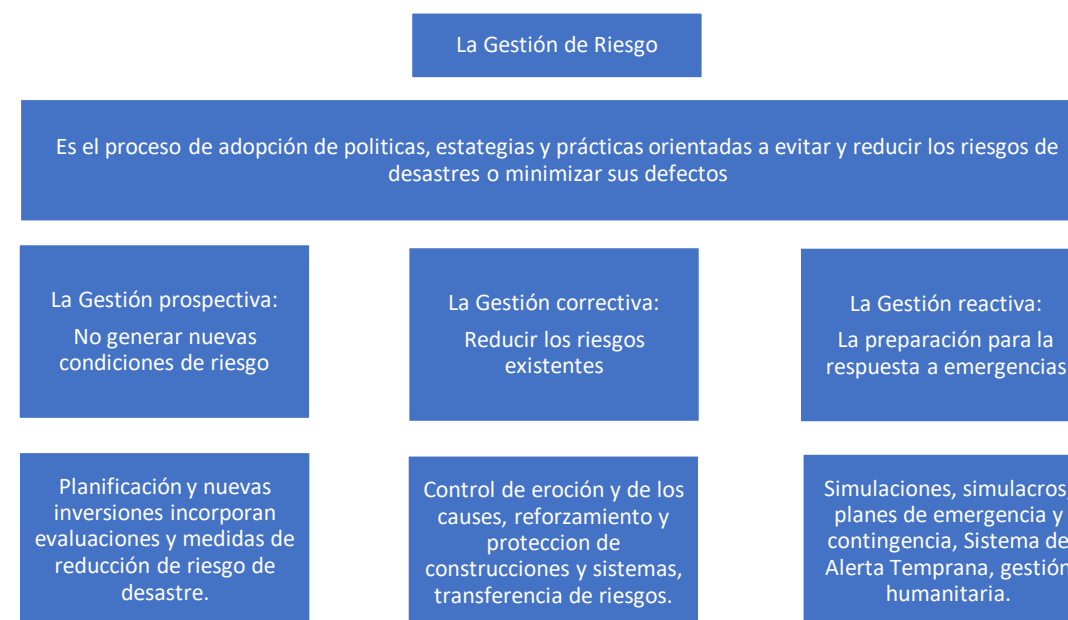 La Gestión de Riesgo
Es el proceso de adopción de politicas, estategias y prácticas orientadas a evitar y reducir los riesgos de
desastres o minimizar sus defectos
La Gestión prospectiva:
No generar nuevas
condiciones de riesgo
La Gestión correctiva:
Reducir los riesgos
existentes
La Gestión reactiva:
La preparación para la
respuesta a emergencias
Planificación y nuevas
inversiones incorporan
evaluaciones y medidas de
reducción de riesgo de
desastre.
Control de eroción y de los
causes, reforzamiento y
proteccion de
construcciones y sistemas,
transferencia de riesgos.
Simulaciones, simulacros,
planes de emergencia y
contingencia, Sistema de
Alerta Temprana, gestión
humanitaria.